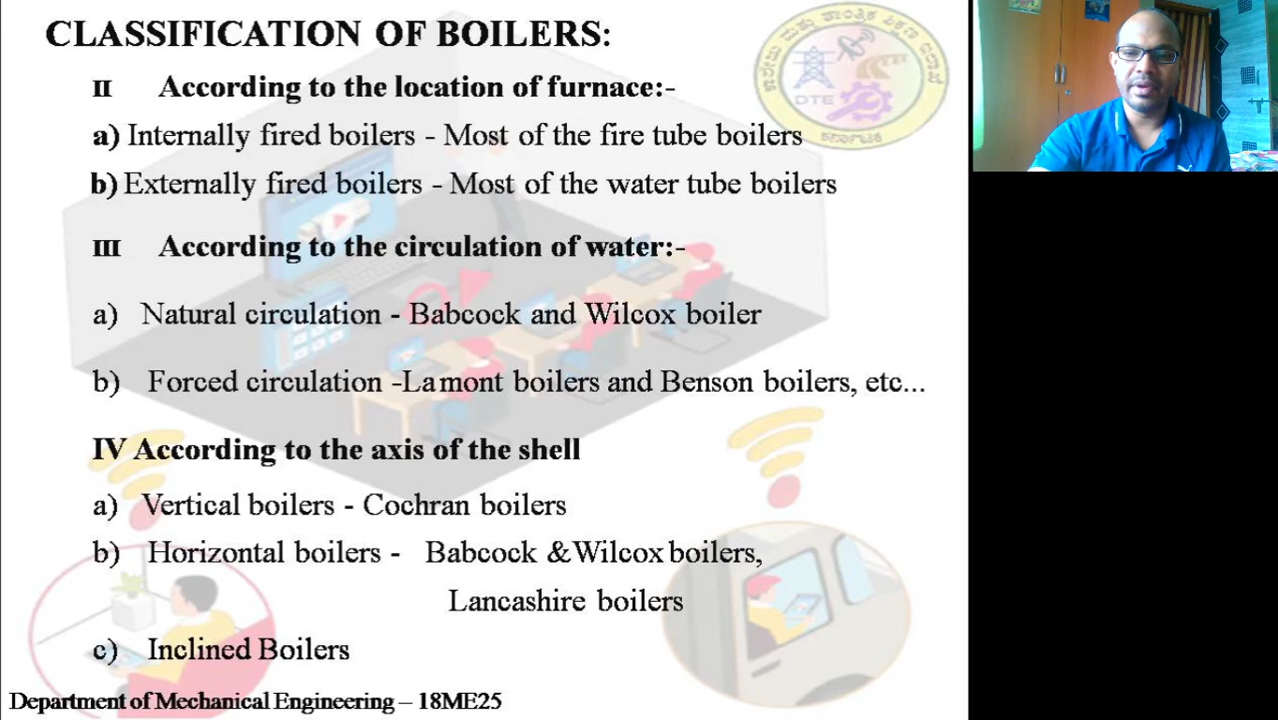 CLASSIFICATION OF BOILERS:
II According to the location of furnace:-
a) Internally fired boilers - Most of the fire tube boilers
b) Externally fired boilers - Most of the water tube boilers
III According to the circulation of water:-
a) Natural circulation - Babcock and Wilcox boiler
b) Forced circulation -Lamont boilers and Benson boilers, etc...
IV According to the axis of the shell
a) Vertical boilers - Cochran boilers
b) Horizontal boilers - Babcock &Wilcox boilers,
Lancashire boilers
c) Inclined Boilers
Department of Mechanical Engineering – 18ME25
DTE
ಕರ್ನಾಟಕ